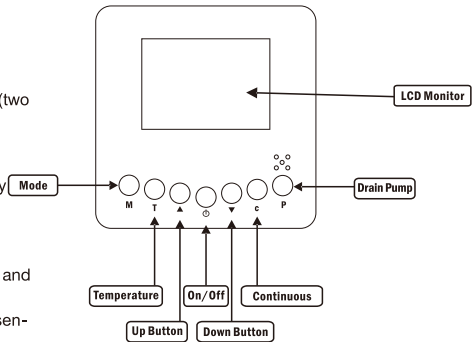 (two
LCD Monitor
y
Mode
Drain Pump
M T ▲ ▼ c P
and
Temperature
On/Off
Continuous
sen-
Up Button
Down Button